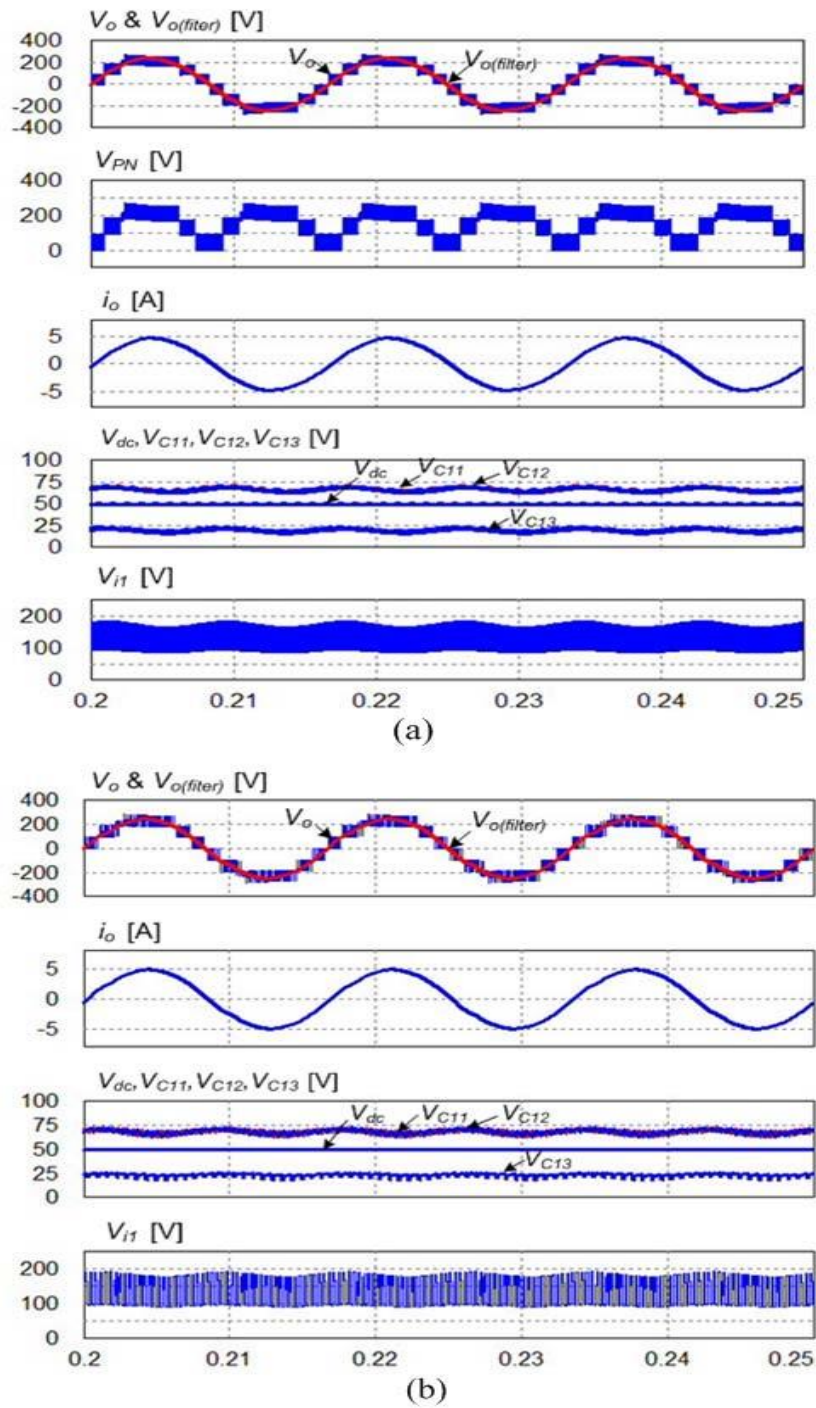 V_o & V_o(fiter) [V]
400
200
0
-200
-400
V_o
V_o(filter)
V_PN [V]
400
200
0
i_o [A]
5
0
-5
V_dc, V_C11, V_C12, V_C13 [V]
100
75
50
25
0
V_dc
V_C11
V_C12
V_C13
V_i1 [V]
200
100
0
0.2 0.21 0.22 0.23 0.24 0.25
(a)
V_o & V_o(fiter) [V]
400
200
0
-200
-400
V_o
V_o(filter)
i_o [A]
5
0
-5
V_dc, V_C11, V_C12, V_C13 [V]
100
75
50
25
0
V_dc
V_C11
V_C12
V_C13
V_i1 [V]
200
100
0
0.2 0.21 0.22 0.23 0.24 0.25
(b)